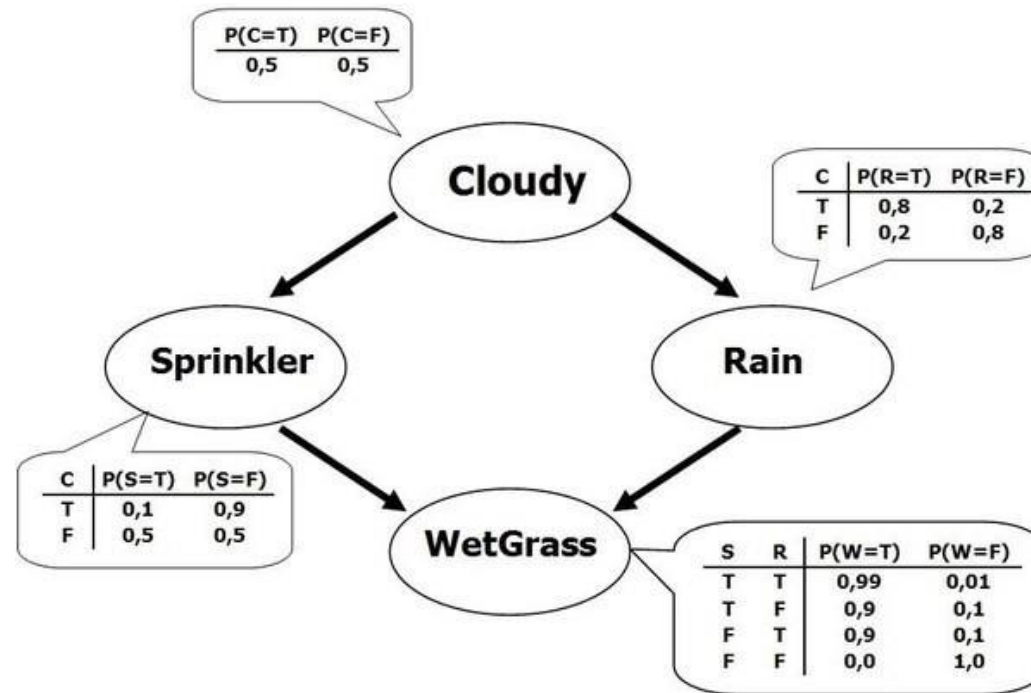 P(C=T) P(C=F)
0,5 0,5
Cloudy
C P(R=T) P(R=F)
T 0,8 0,2
F 0,2 0,8
Sprinkler
Rain
C P(S=T) P(S=F)
T 0,1 0,9
F 0,5 0,5
WetGrass
S R P(W=T) P(W=F)
T T 0,99 0,01
T F 0,9 0,1
F T 0,9 0,1
F F 0,0 1,0